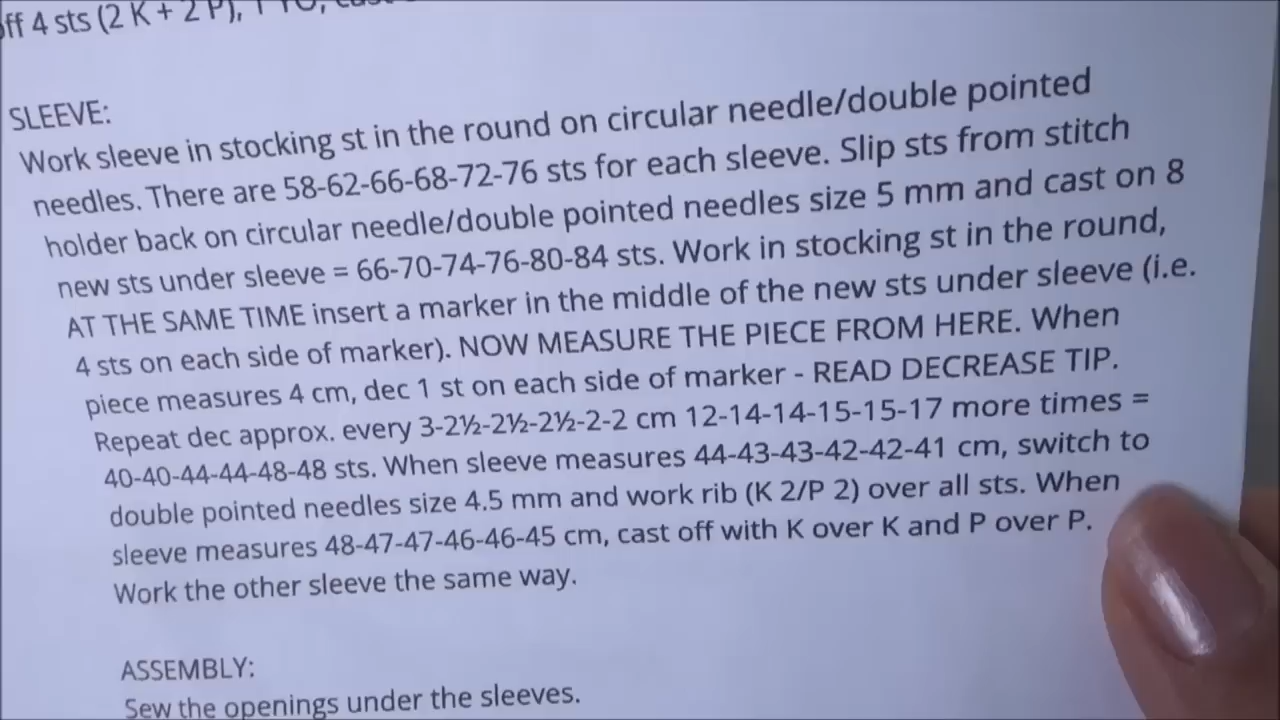 off 4 sts (2 K + 2 P), 1 YO,
SLEEVE:
Work sleeve in stocking st in the round on circular needle/double pointed
needles. There are 58-62-66-68-72-76 sts for each sleeve. Slip sts from stitch
holder back on circular needle/double pointed needles size 5 mm and cast on 8
new sts under sleeve = 66-70-74-76-80-84 sts. Work in stocking st in the round,
AT THE SAME TIME insert a marker in the middle of the new sts under sleeve (i.e.
4 sts on each side of marker). NOW MEASURE THE PIECE FROM HERE. When
piece measures 4 cm, dec 1 st on each side of marker - READ DECREASE TIP.
Repeat dec approx. every 3-2½-2½-2½-2-2 cm 12-14-14-15-15-17 more times =
40-40-44-44-48-48 sts. When sleeve measures 44-43-43-42-42-41 cm, switch to
double pointed needles size 4.5 mm and work rib (K 2/P 2) over all sts. When
sleeve measures 48-47-47-46-46-45 cm, cast off with K over K and P over P.
Work the other sleeve the same way.
ASSEMBLY:
Sew the openings under the sleeves.